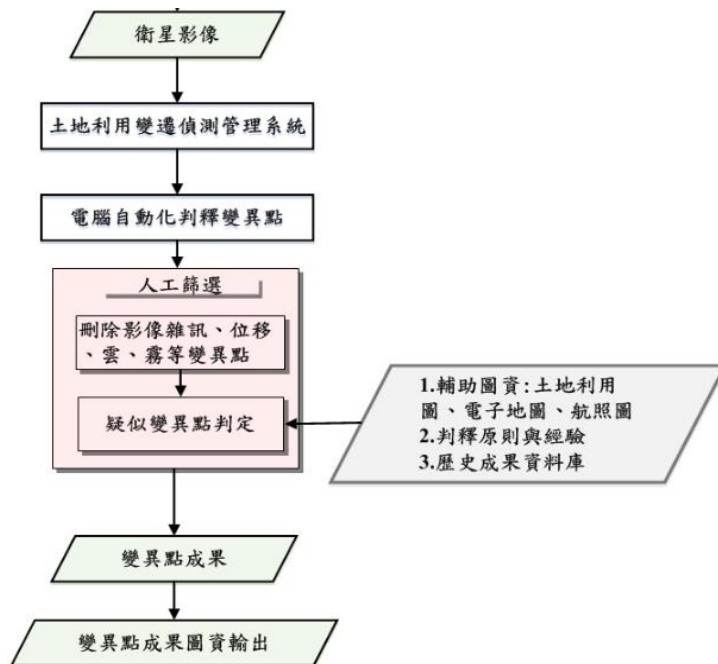 衛星影像
土地利用變遷偵測管理系統
電腦自動化判釋變異點
人工篩選
刪除影像雜訊、位移
、雲、霧等變異點
疑似變異點判定
1.輔助圖資:土地利用
圖、電子地圖、航照圖
2.判釋原則與經驗
3.歷史成果資料庫
變異點成果
變異點成果圖資輸出